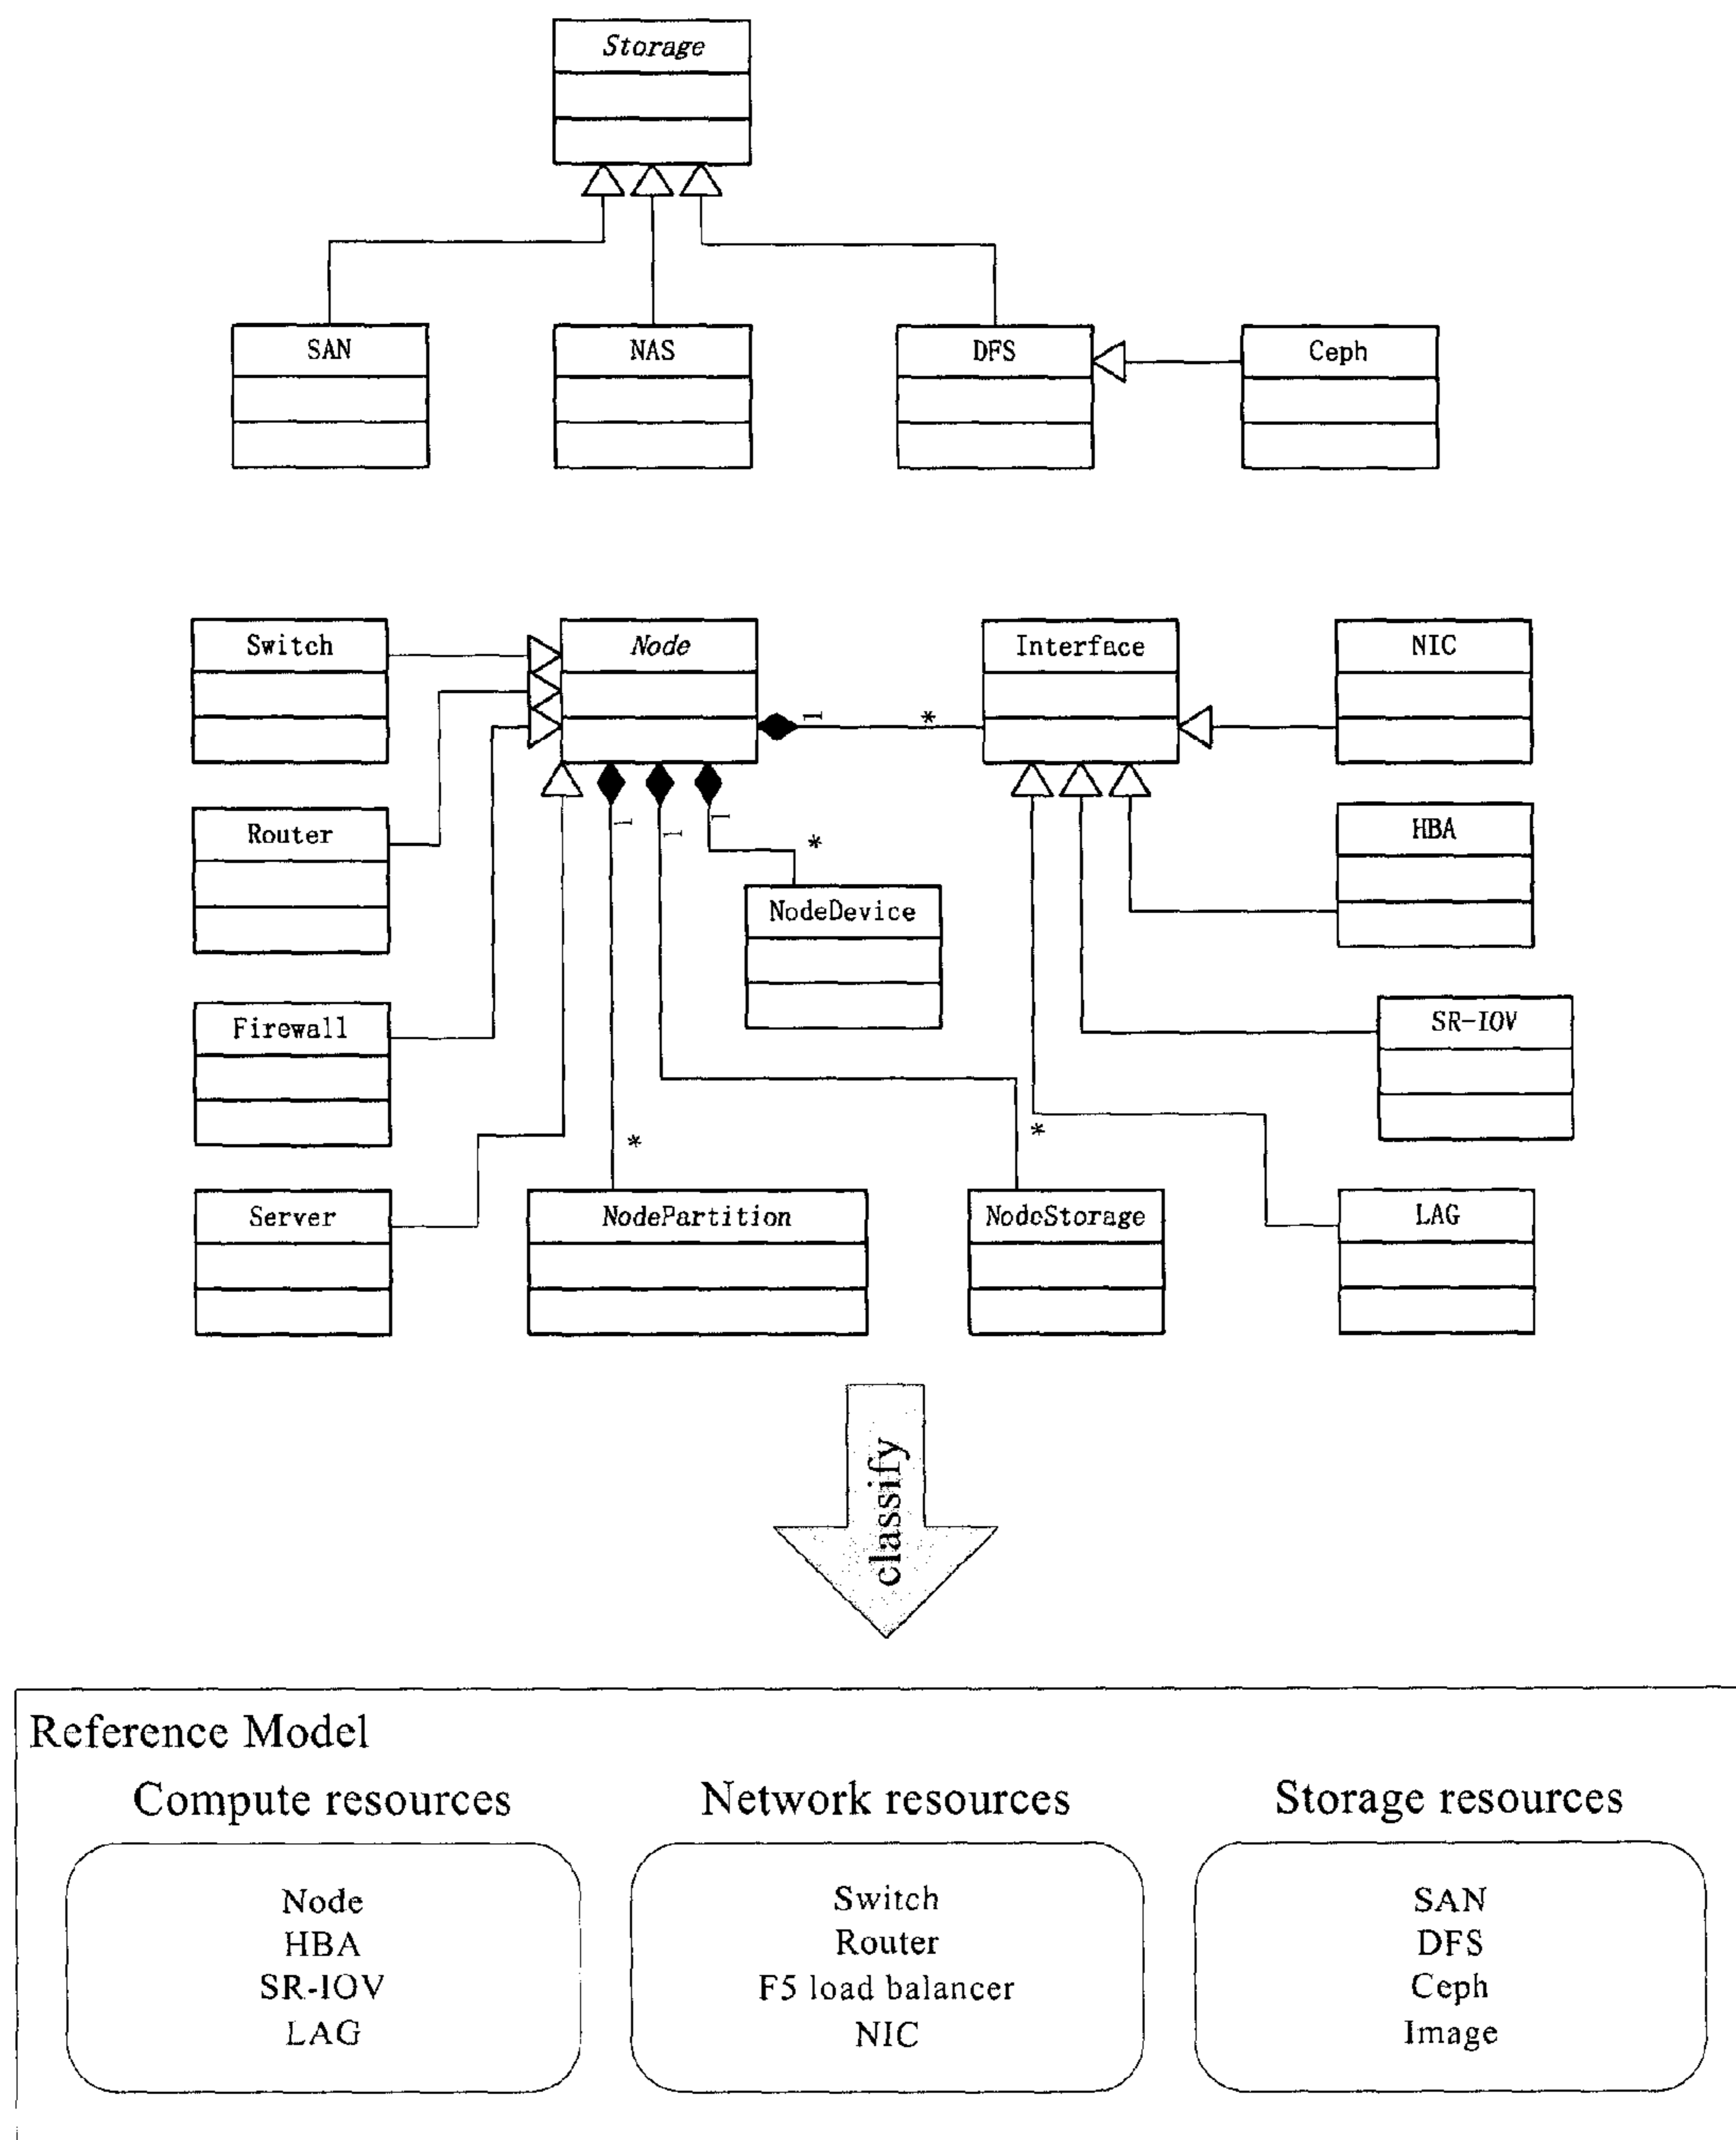 Storage
SAN
NAS
DFS
Ceph
Switch
Node
Interface
NIC
1
*
Router
HBA
1
1
1
*
NodeDevice
Firewall
SR-IOV
*
*
Server
NodePartition
NodeStorage
LAG
classify
Reference Model
Compute resources
Network resources
Storage resources
Node
HBA
SR-IOV
LAG
Switch
Router
F5 load balancer
NIC
SAN
DFS
Ceph
Image